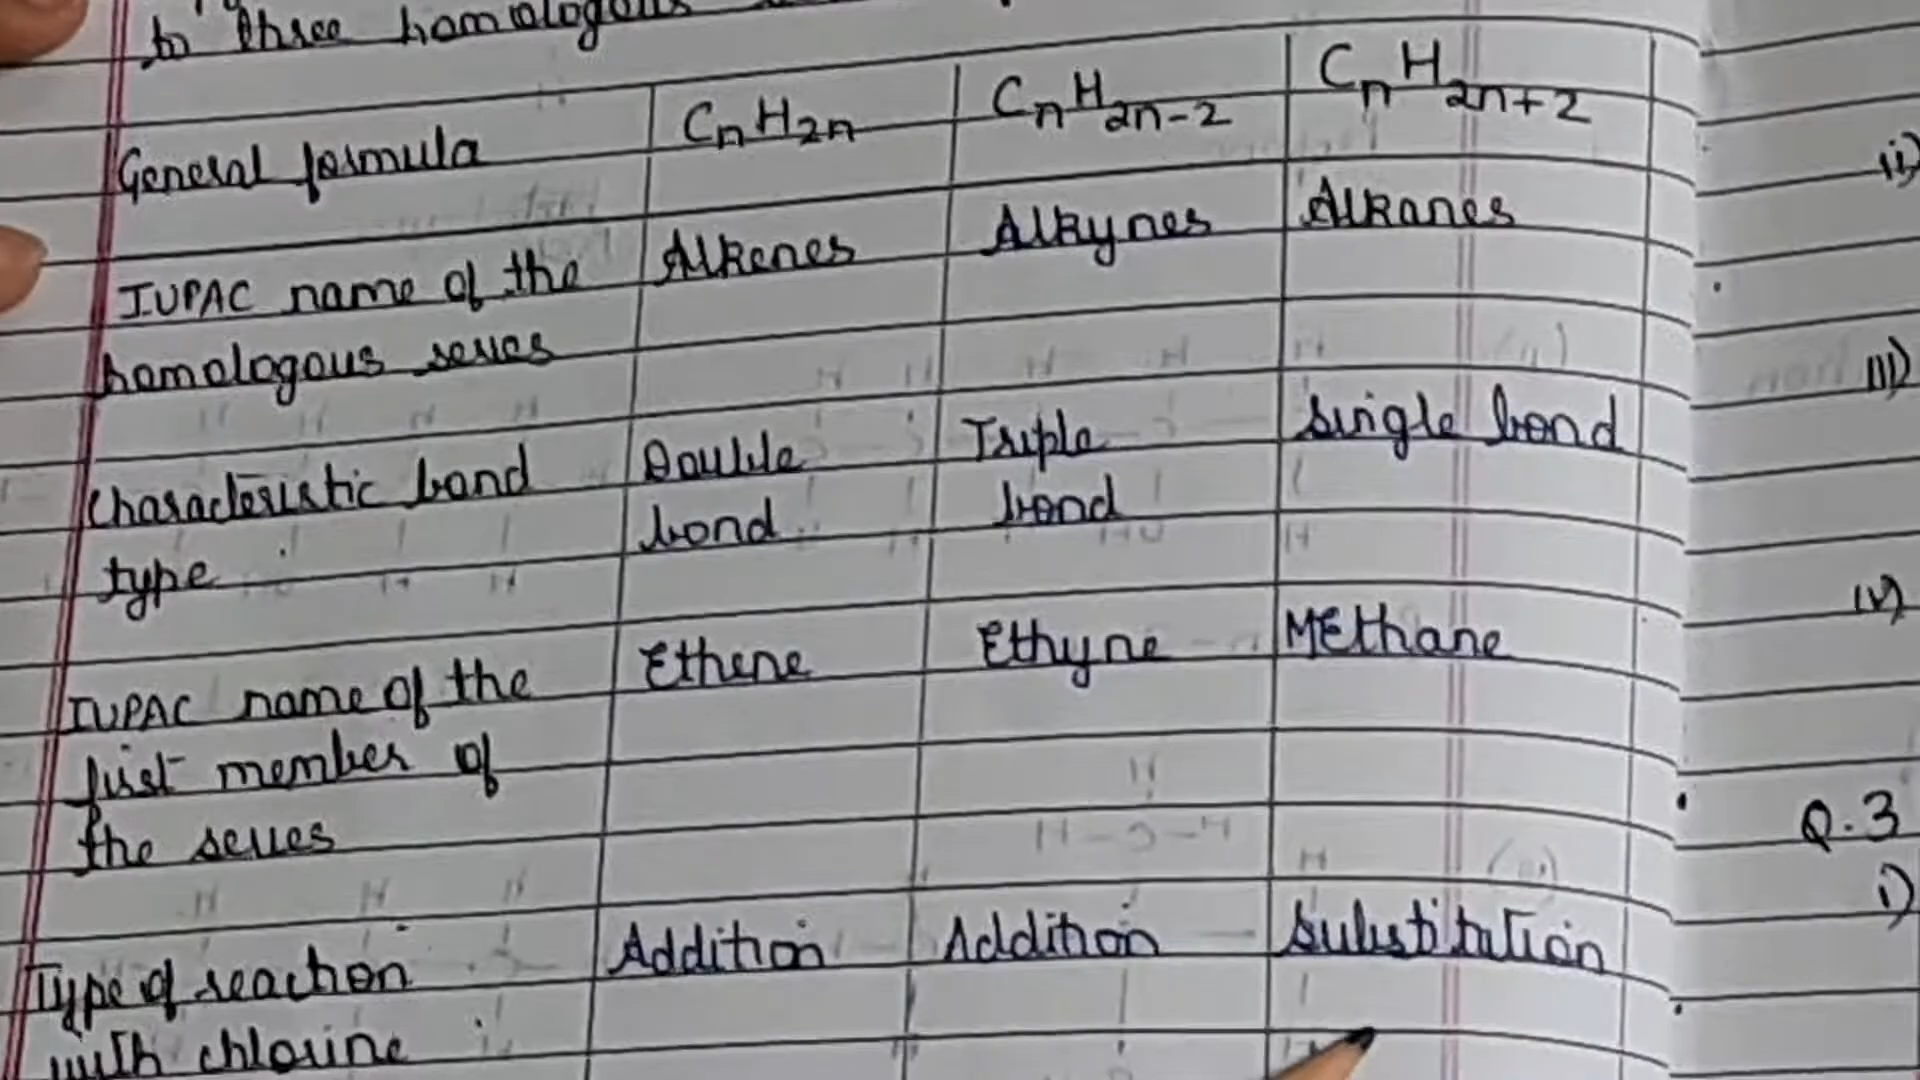 to three homologous
General formula CnH2n CnH2n-2 CnH2n+2
IUPAC name of the Alkenes Alkynes Alkanes
homologous series
Characteristic bond Double Triple Single bond
type bond bond
IUPAC name of the Ethene Ethyne Methane
first member of
the series
Type of reaction Addition Addition Substitution
with chlorine
ii)
iii)
iv)
Q.3
i)